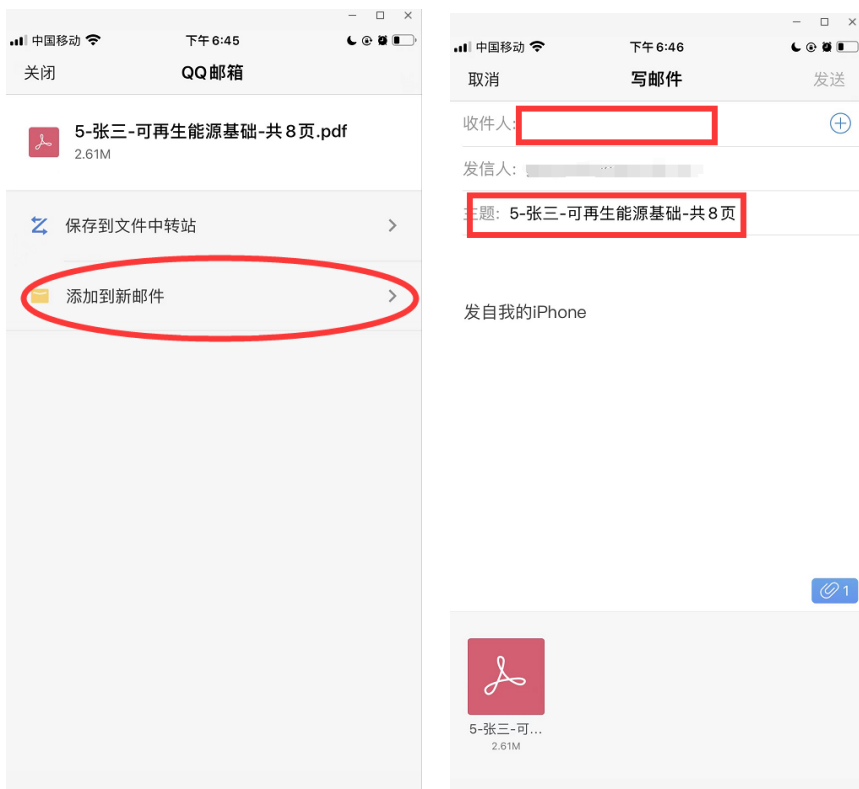 中国移动
下午 6:45
关闭
QQ邮箱
5-张三-可再生能源基础-共8页.pdf
2.61M
保存到文件中转站
添加到新邮件
中国移动
下午 6:46
取消
写邮件
发送
收件人:
发信人:
主题: 5-张三-可再生能源基础-共8页
发自我的iPhone
1
5-张三-可...
2.61M